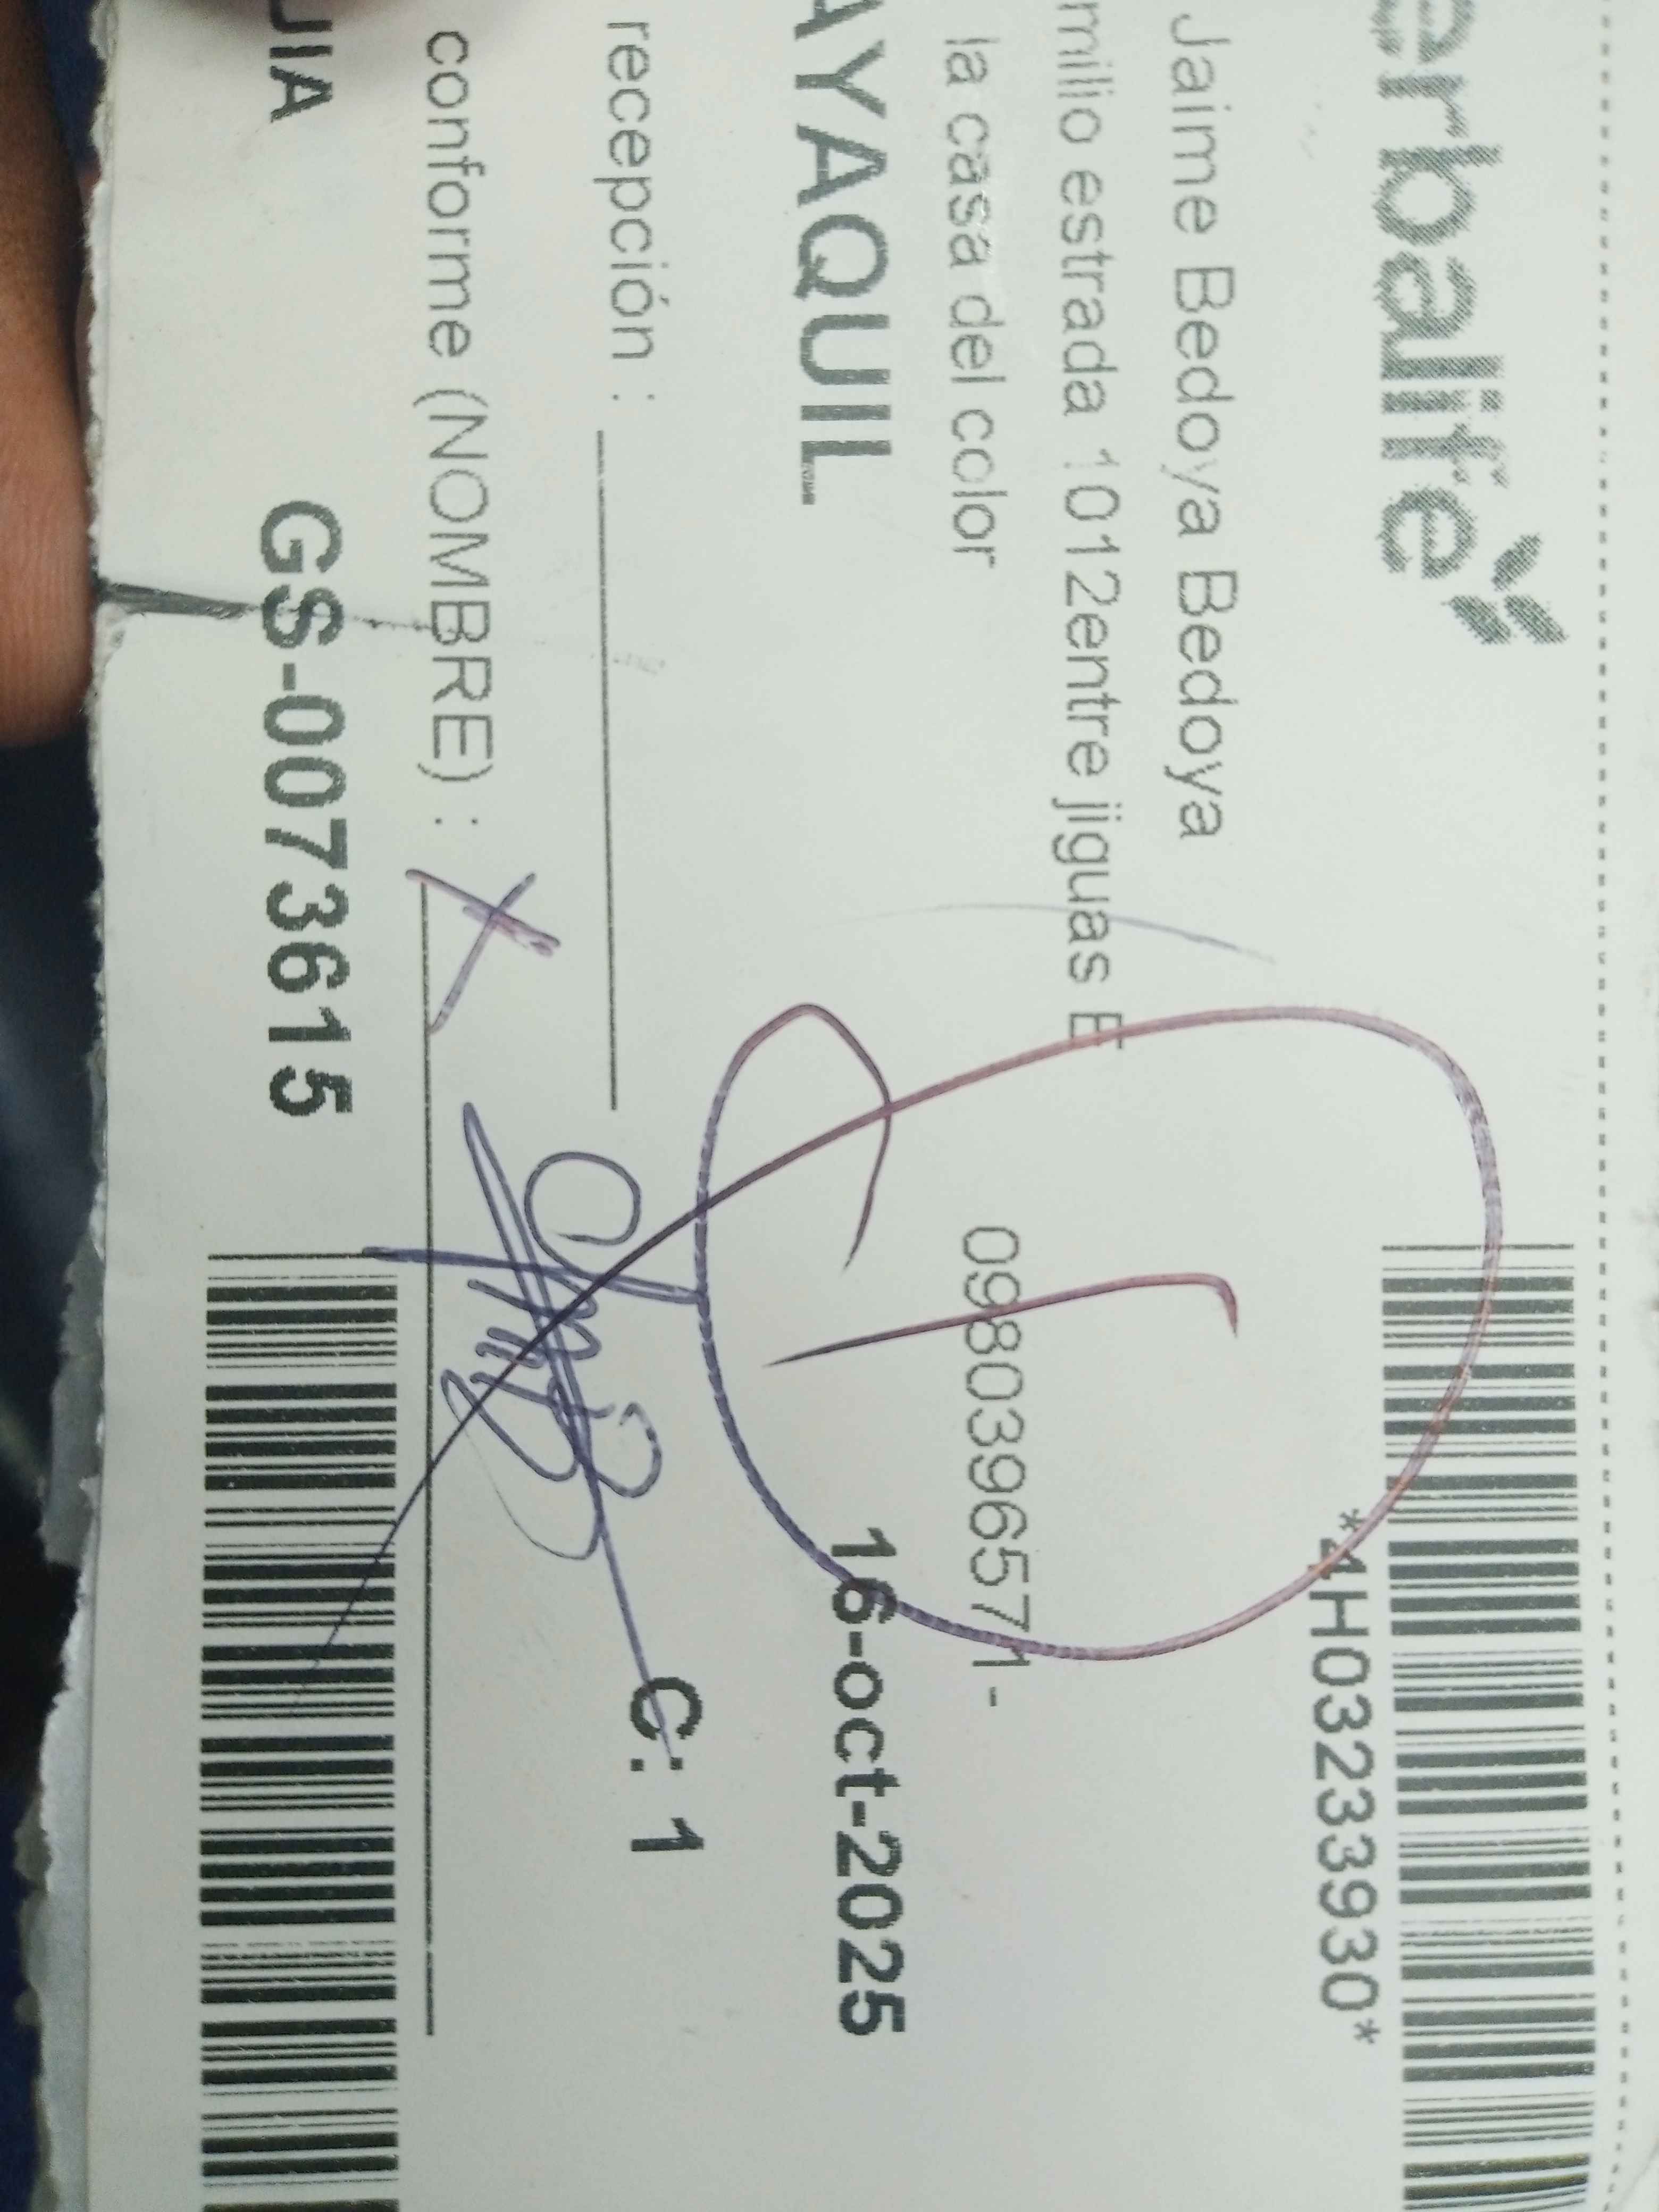 erbalife
*4H03233930*
Jaime Bedoya Bedoya
milio estrada 1012entre jiguas E
la casa del color
0980396571-
AYAQUIL
16-oct-2025
recepción :
C: 1
conforme (NOMBRE) :
UIA
GS-0073615